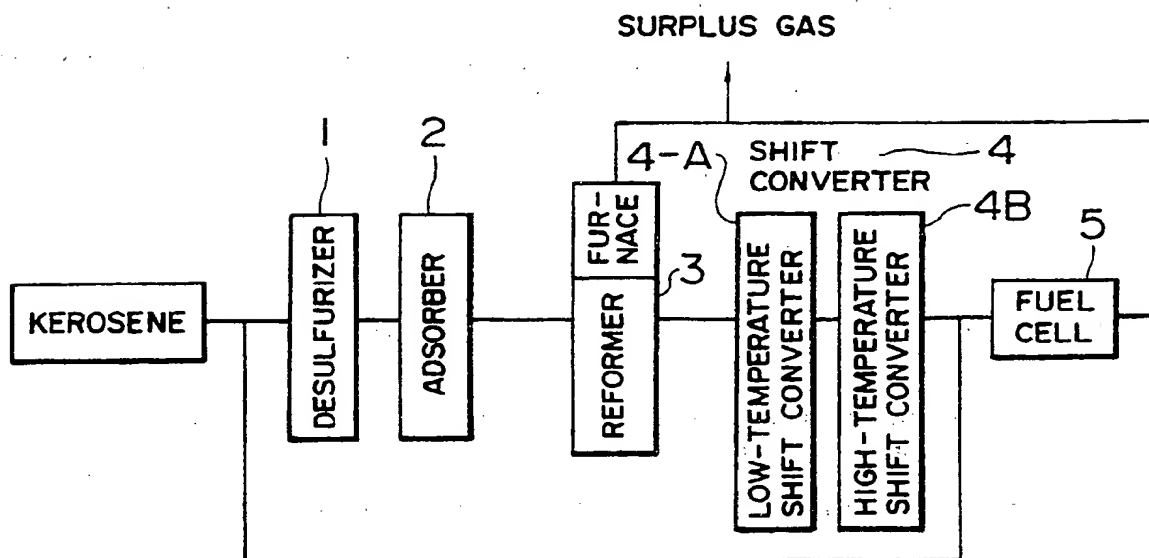 SURPLUS GAS
1
2
4-A
SHIFT
CONVERTER
4
4B
5
3
KEROSENE
DESULFURIZER
ADSORBER
FUR-
NACE
REFORMER
LOW-TEMPERATURE
SHIFT CONVERTER
HIGH-TEMPERATURE
SHIFT CONVERTER
FUEL
CELL